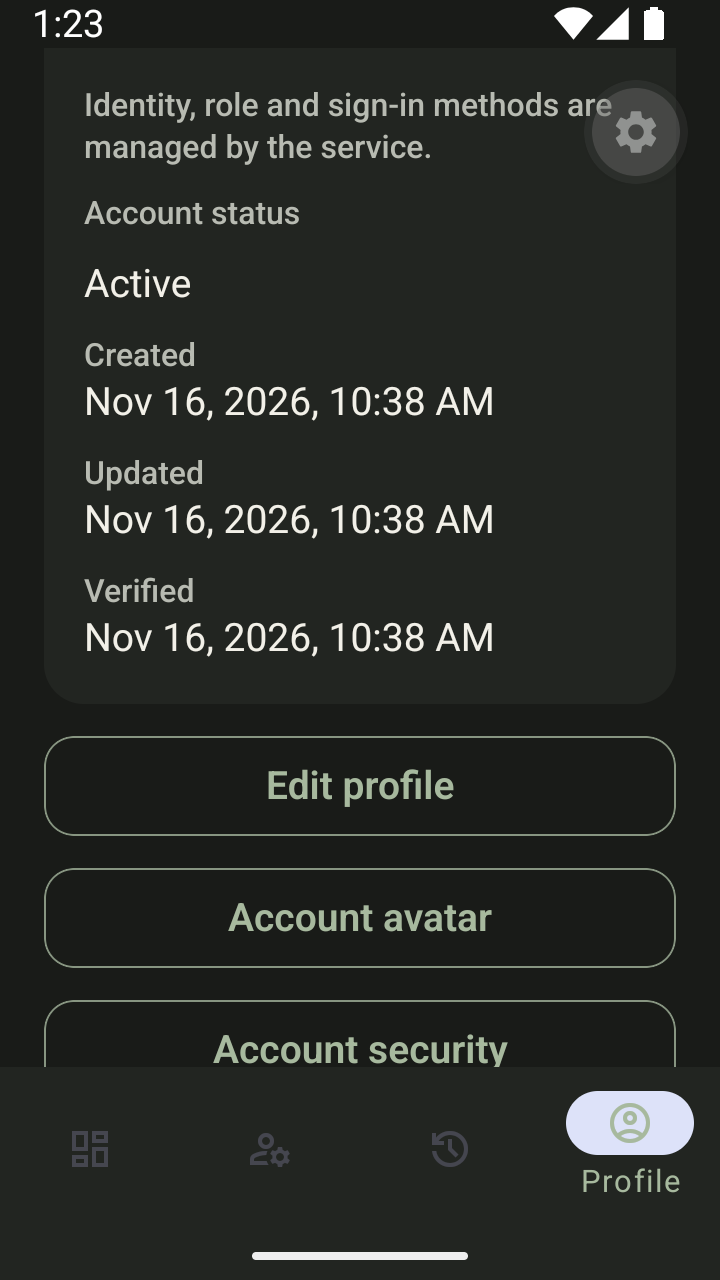 1:23
Identity, role and sign-in methods are
managed by the service.
Account status
Active
Created
Nov 16, 2026, 10:38 AM
Updated
Nov 16, 2026, 10:38 AM
Verified
Nov 16, 2026, 10:38 AM
Edit profile
Account avatar
Account security
Profile